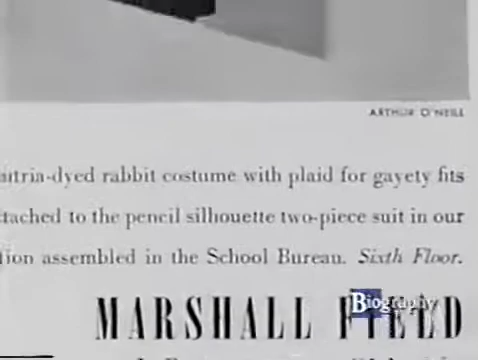 ARTHUR O'NEILL
utria-dyed rabbit costume with plaid for gayety fits
tached to the pencil silhouette two-piece suit in our
tion assembled in the School Bureau. Sixth Floor.
MARSHALL FIELD
Biography